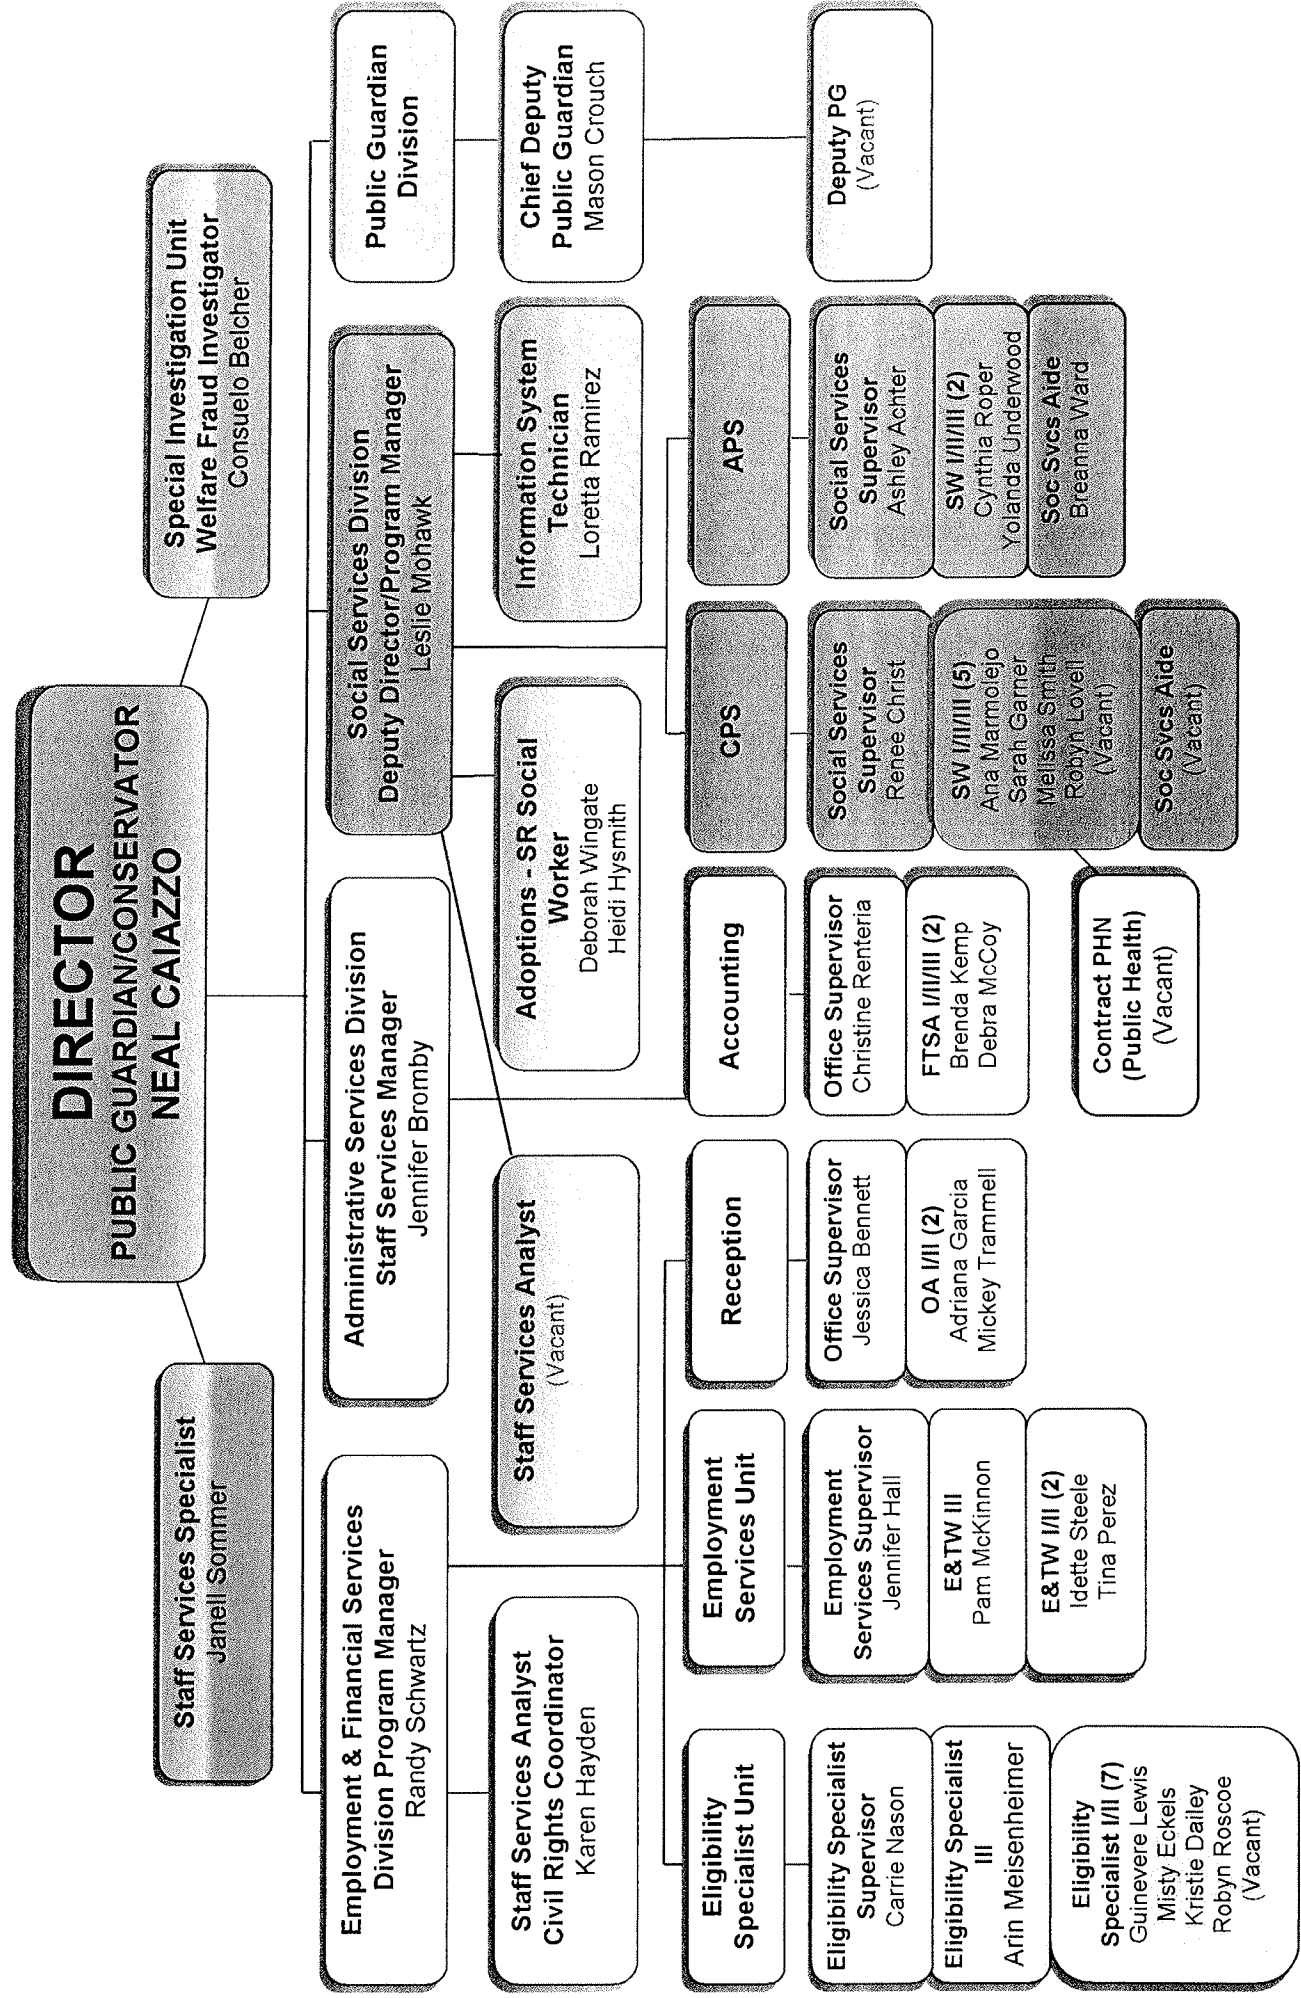 DIRECTOR
PUBLIC GUARDIAN/CONSERVATOR
NEAL CAIAZZO
Staff Services Specialist
Janell Sommer
Special Investigation Unit
Welfare Fraud Investigator
Consuelo Belcher
Employment & Financial Services
Division Program Manager
Randy Schwartz
Administrative Services Division
Staff Services Manager
Jennifer Bromby
Social Services Division
Deputy Director/Program Manager
Leslie Mohawk
Public Guardian
Division
Staff Services Analyst
Civil Rights Coordinator
Karen Hayden
Staff Services Analyst
(Vacant)
Adoptions - SR Social
Worker
Deborah Wingate
Heidi Hysmith
Information System
Technician
Loretta Ramirez
Chief Deputy
Public Guardian
Mason Crouch
Eligibility
Specialist Unit
Eligibility Specialist
Supervisor
Carrie Nason
Eligibility Specialist
III
Arin Meisenheimer
Eligibility
Specialist I/II (7)
Guinevere Lewis
Misty Eckels
Kristie Dailey
Robyn Roscoe
(Vacant)
Employment
Services Unit
Employment
Services Supervisor
Jennifer Hall
E&TW III
Pam McKinnon
E&TW I/II (2)
Idette Steele
Tina Perez
Reception
Office Supervisor
Jessica Bennett
OA I/II (2)
Adriana Garcia
Mickey Trammell
Accounting
Office Supervisor
Christine Renteria
FTSA I/II/III (2)
Brenda Kemp
Debra McCoy
Contract PHN
(Public Health)
(Vacant)
CPS
Social Services
Supervisor
Renee Christ
SW I/II/III (5)
Ana Marmolejo
Sarah Garner
Melissa Smith
Robyn Lovell
(Vacant)
Soc Svcs Aide
(Vacant)
APS
Social Services
Supervisor
Ashley Achter
SW I/II/III (2)
Cynthia Roper
Yolanda Underwood
Soc Svcs Aide
Breanna Ward
Deputy PG
(Vacant)